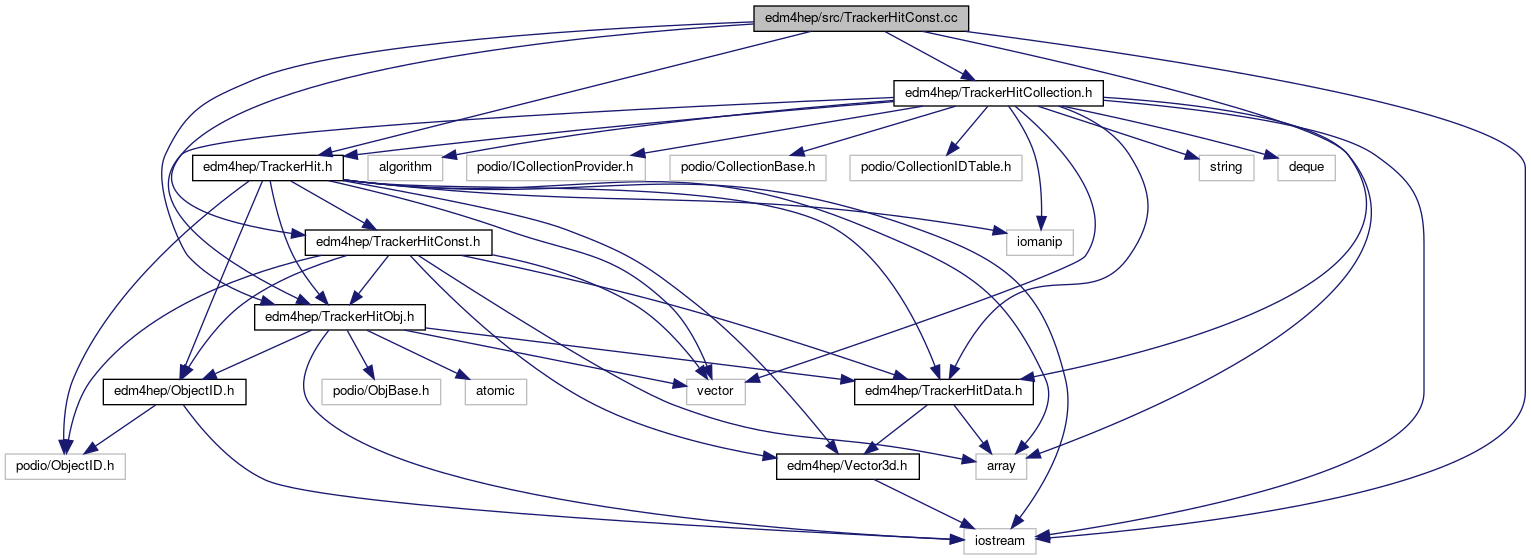 edm4hep/src/TrackerHitConst.cc
edm4hep/TrackerHitCollection.h
edm4hep/TrackerHit.h
algorithm
podio/ICollectionProvider.h
podio/CollectionBase.h
podio/CollectionIDTable.h
string
deque
edm4hep/TrackerHitConst.h
iomanip
edm4hep/TrackerHitObj.h
edm4hep/ObjectID.h
podio/ObjBase.h
atomic
vector
edm4hep/TrackerHitData.h
podio/ObjectID.h
edm4hep/Vector3d.h
array
iostream